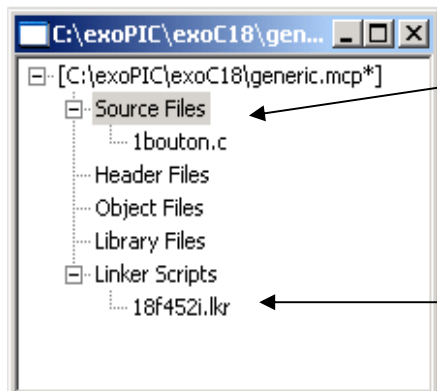 C:\exoPIC\exoC18\gen...
[C:\exoPIC\exoC18\generic.mcp*]
Source Files
1bouton.c
Header Files
Object Files
Library Files
Linker Scripts
18f452i.lkr